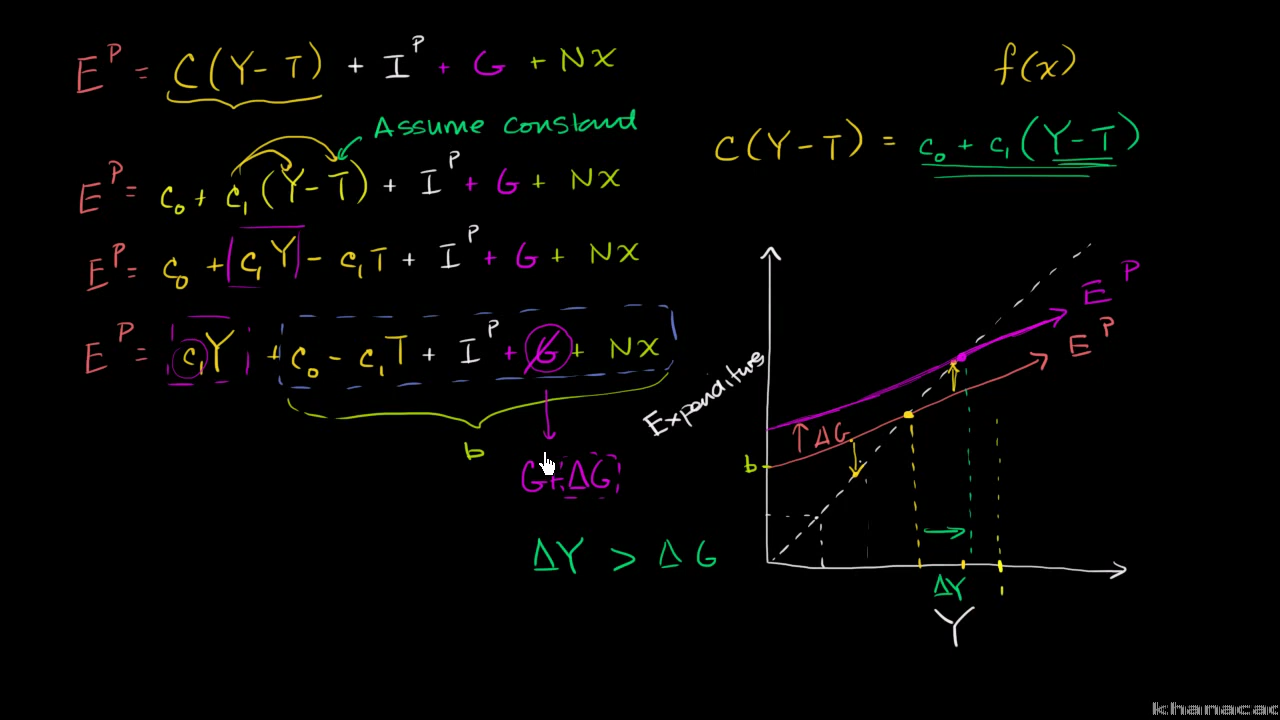 E^P = C(Y-T) + I^P + G + NX
f(x)
Assume constant
C(Y-T) = c₀ + c₁(Y-T)
E^P = c₀ + c₁(Y-T) + I^P + G + NX
E^P = c₀ + c₁Y - c₁T + I^P + G + NX
E^P = c₁Y + c₀ - c₁T + I^P + G + NX
b
G+ΔG
ΔY > ΔG
Expenditure
E^P
E^P
↑ΔG
b
ΔY
Y
khanacad